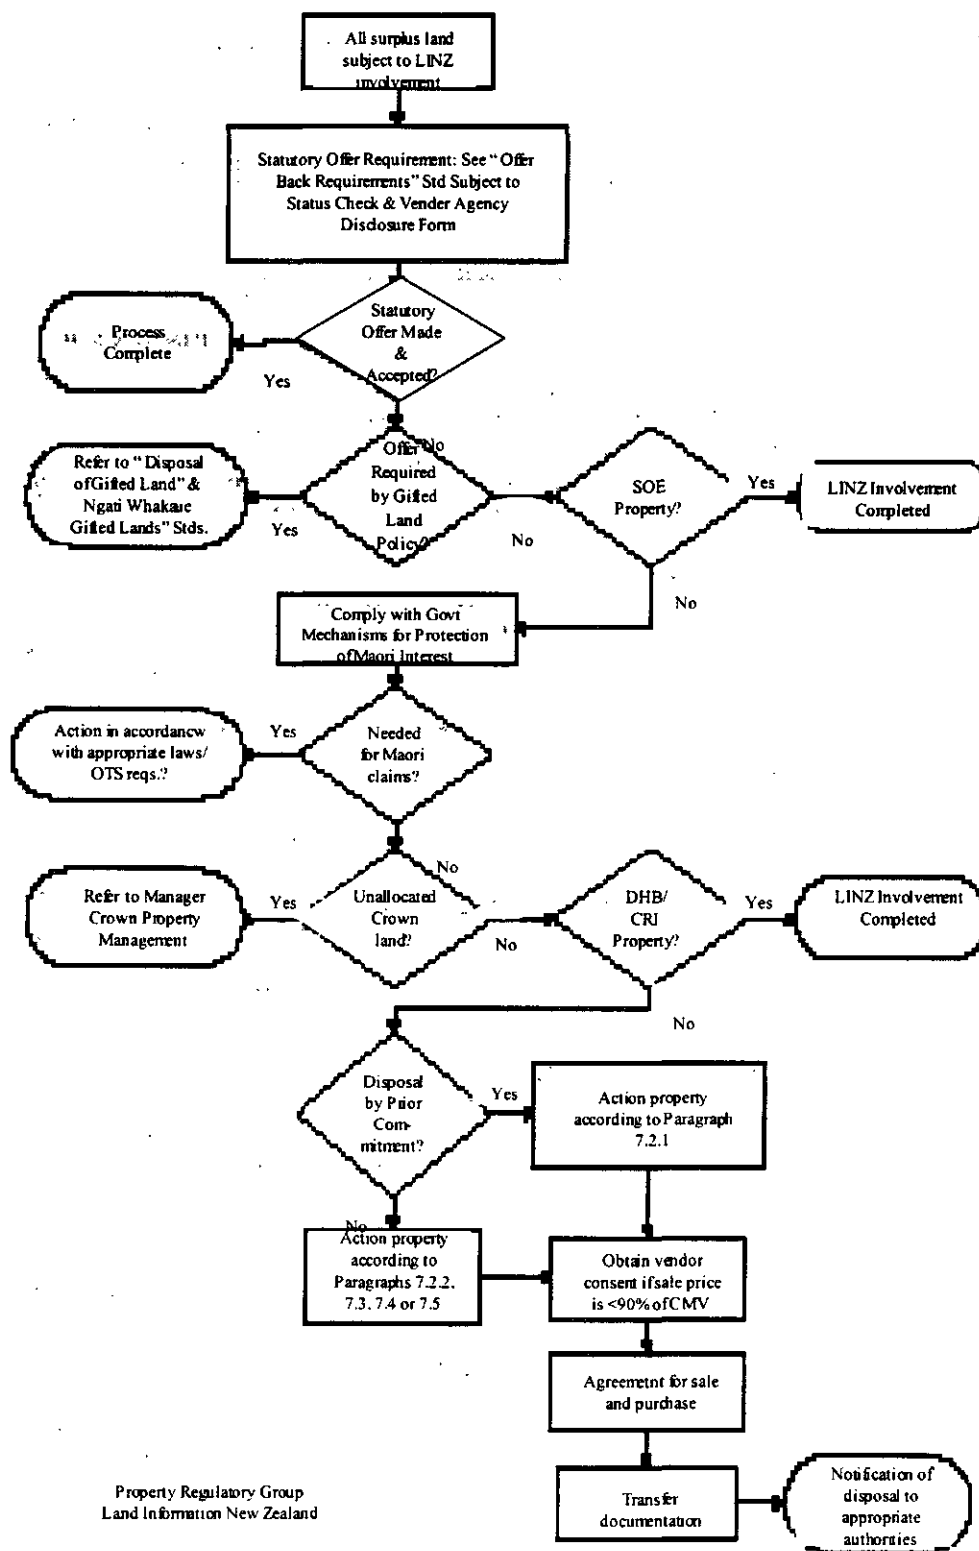 All surplus land
subject to LINZ
involvement
Statutory Offer Requirement: See "Offer
Back Requirements" Std Subject to
Status Check & Vender Agency
Disclosure Form
Statutory
Offer Made
&
Accepted?
Process
Complete
Yes
No
Offer
Required
by Gifted
Land
Policy?
Refer to "Disposal
of Gifted Land" &
Ngati Whakaue
Gifted Lands" Stds.
Yes
No
SOE
Property?
Yes
LINZ Involvement
Completed
No
Comply with Govt
Mechanisms for Protection
of Maori Interest
Needed
for Maori
claims?
Yes
Action in accordancw
with appropriate laws/
OTS reqs.?
No
Unallocated
Crown
land?
Yes
Refer to Manager
Crown Property
Management
No
DHB/
CRI
Property?
Yes
LINZ Involvement
Completed
No
Disposal
by Prior
Com-
mitment?
Yes
Action property
according to Paragraph
7.2.1
No
Action property
according to
Paragraphs 7.2.2,
7.3, 7.4 or 7.5
Obtain vendor
consent if sale price
is <90% of CMV
Agreement for sale
and purchase
Transfer
documentation
Notification of
disposal to
appropriate
authorities
Property Regulatory Group
Land Information New Zealand